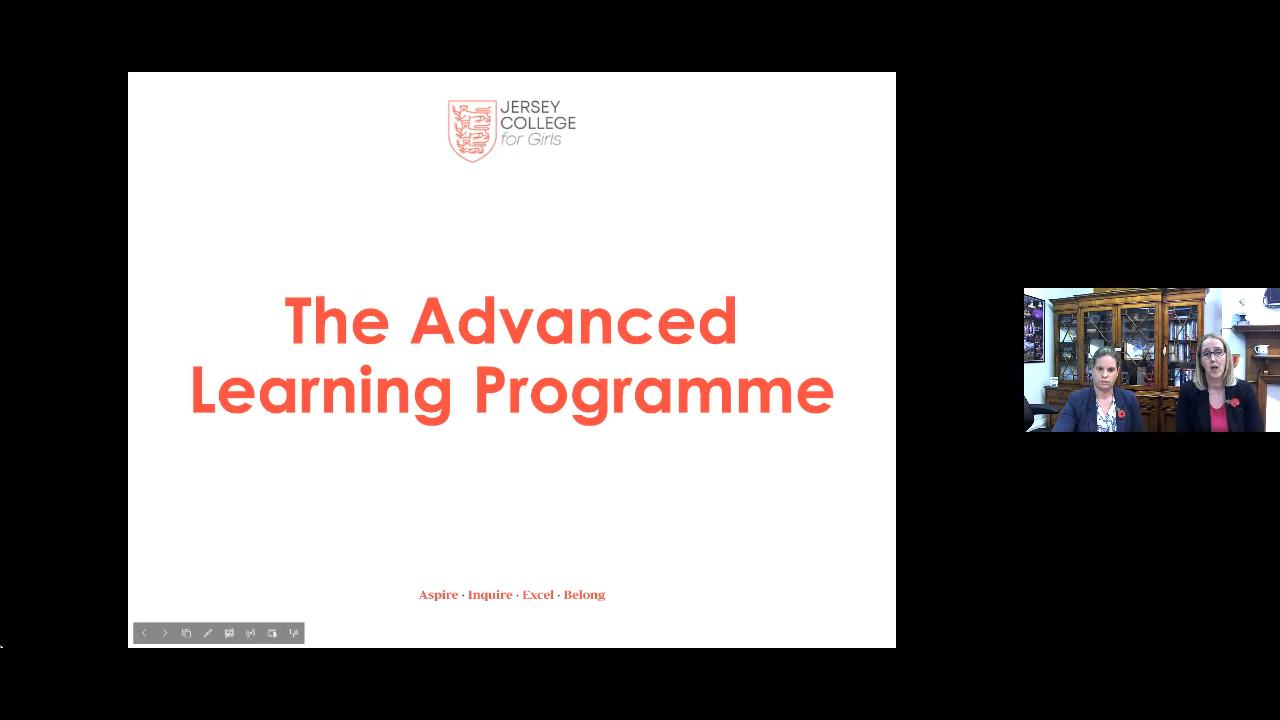 JERSEY
COLLEGE
for Girls
The Advanced
Learning Programme
Aspire · Inquire · Excel · Belong